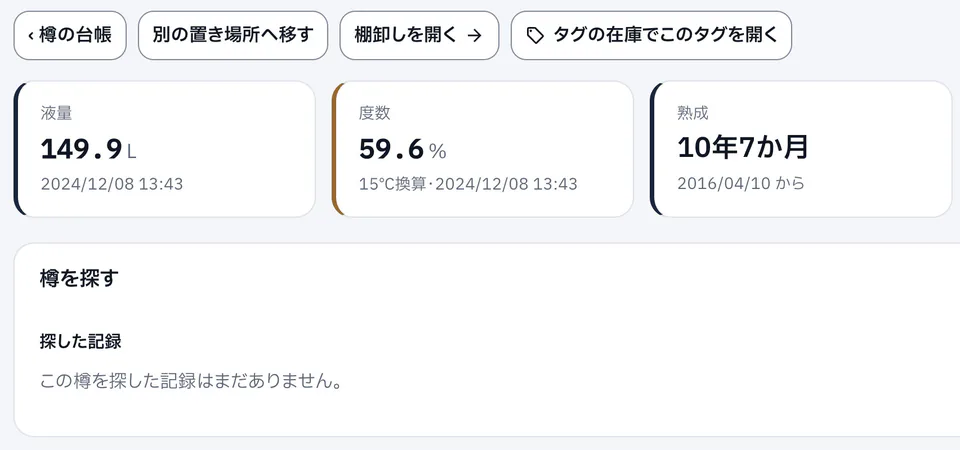 ‹ 樽の台帳 別の置き場所へ移す 棚卸しを開く → タグの在庫でこのタグを開く
液量 度数 熟成
149.9 L 59.6 % 10年7か月
2024/12/08 13:43 15℃換算·2024/12/08 13:43 2016/04/10 から
樽を探す
探した記録
この樽を探した記録はまだありません。